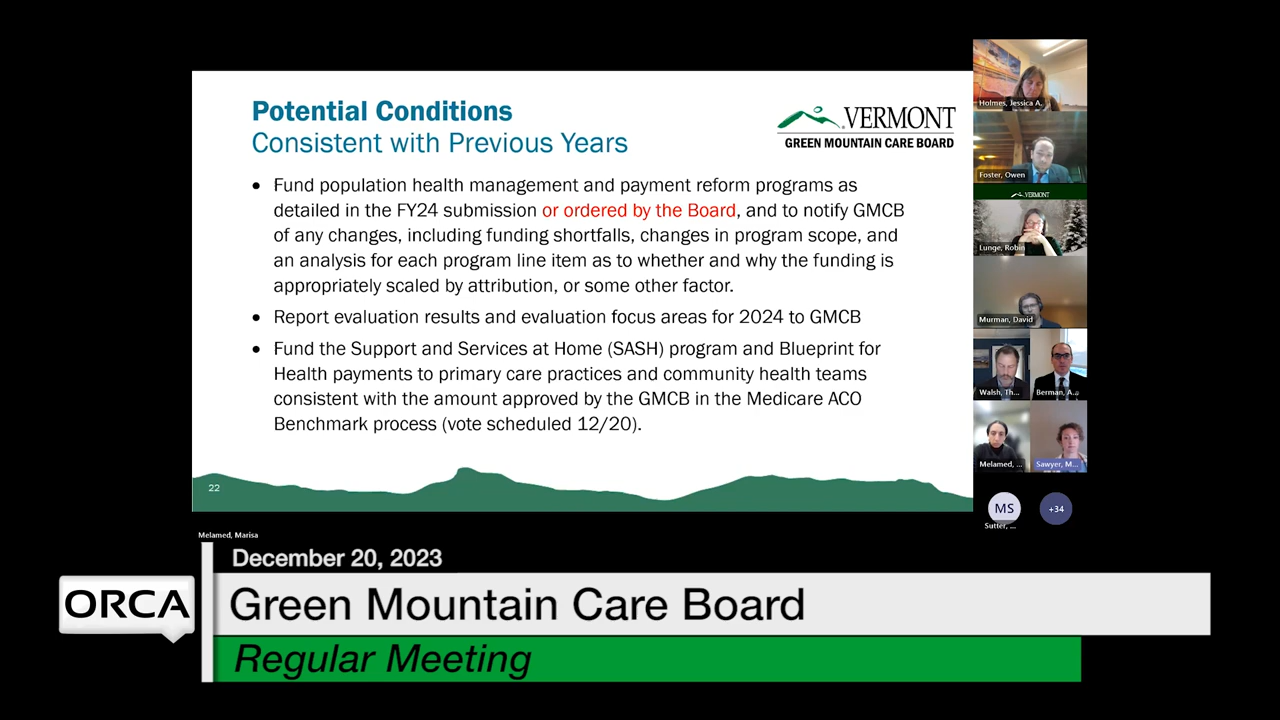 Potential Conditions
Consistent with Previous Years
VERMONT
GREEN MOUNTAIN CARE BOARD
• Fund population health management and payment reform programs as
detailed in the FY24 submission or ordered by the Board, and to notify GMCB
of any changes, including funding shortfalls, changes in program scope, and
an analysis for each program line item as to whether and why the funding is
appropriately scaled by attribution, or some other factor.
• Report evaluation results and evaluation focus areas for 2024 to GMCB
• Fund the Support and Services at Home (SASH) program and Blueprint for
Health payments to primary care practices and community health teams
consistent with the amount approved by the GMCB in the Medicare ACO
Benchmark process (vote scheduled 12/20).
22
Holmes, Jessica A.
Foster, Owen
VERMONT
Lunge, Robin
Murman, David
Walsh, Th...
Berman, A...
Melamed, ...
Sawyer, M...
MS
+34
Sutter, ...
Melamed, Marisa
December 20, 2023
ORCA
Green Mountain Care Board
Regular Meeting